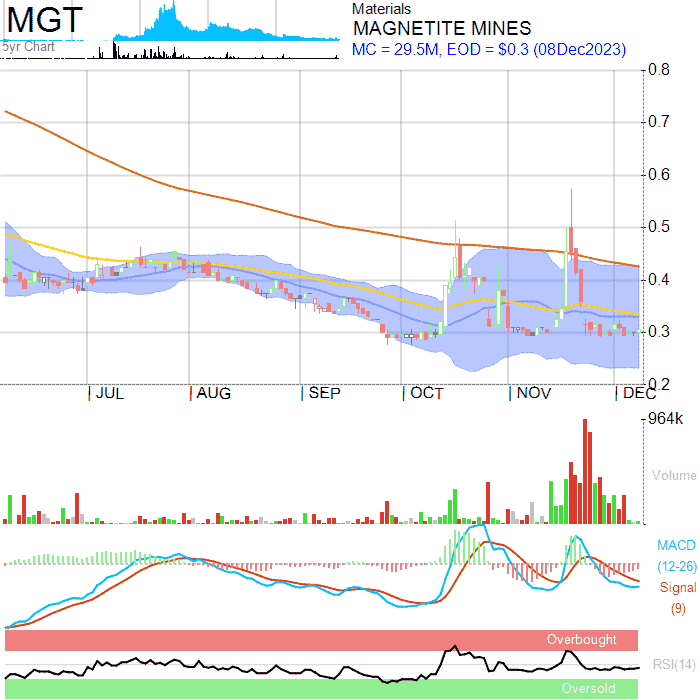 MGT
5yr Chart
Materials
MAGNETITE MINES
MC = 29.5M, EOD = $0.3 (08Dec2023)
0.8
0.7
0.6
0.5
0.4
0.3
0.2
JUL AUG SEP OCT NOV DEC
964k
Volume
MACD
(12-26)
Signal
(9)
Overbought
RSI(14)
Oversold